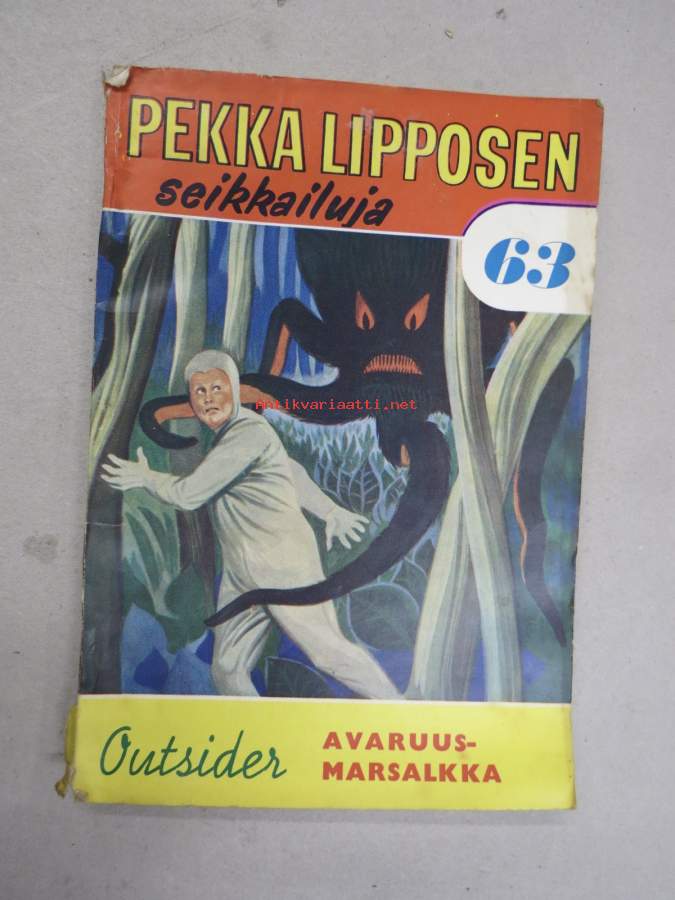 PEKKA LIPPOSEN
seikkailuja
63
Antikvariaatti.net
Outsider
AVARUUS-
MARSALKKA